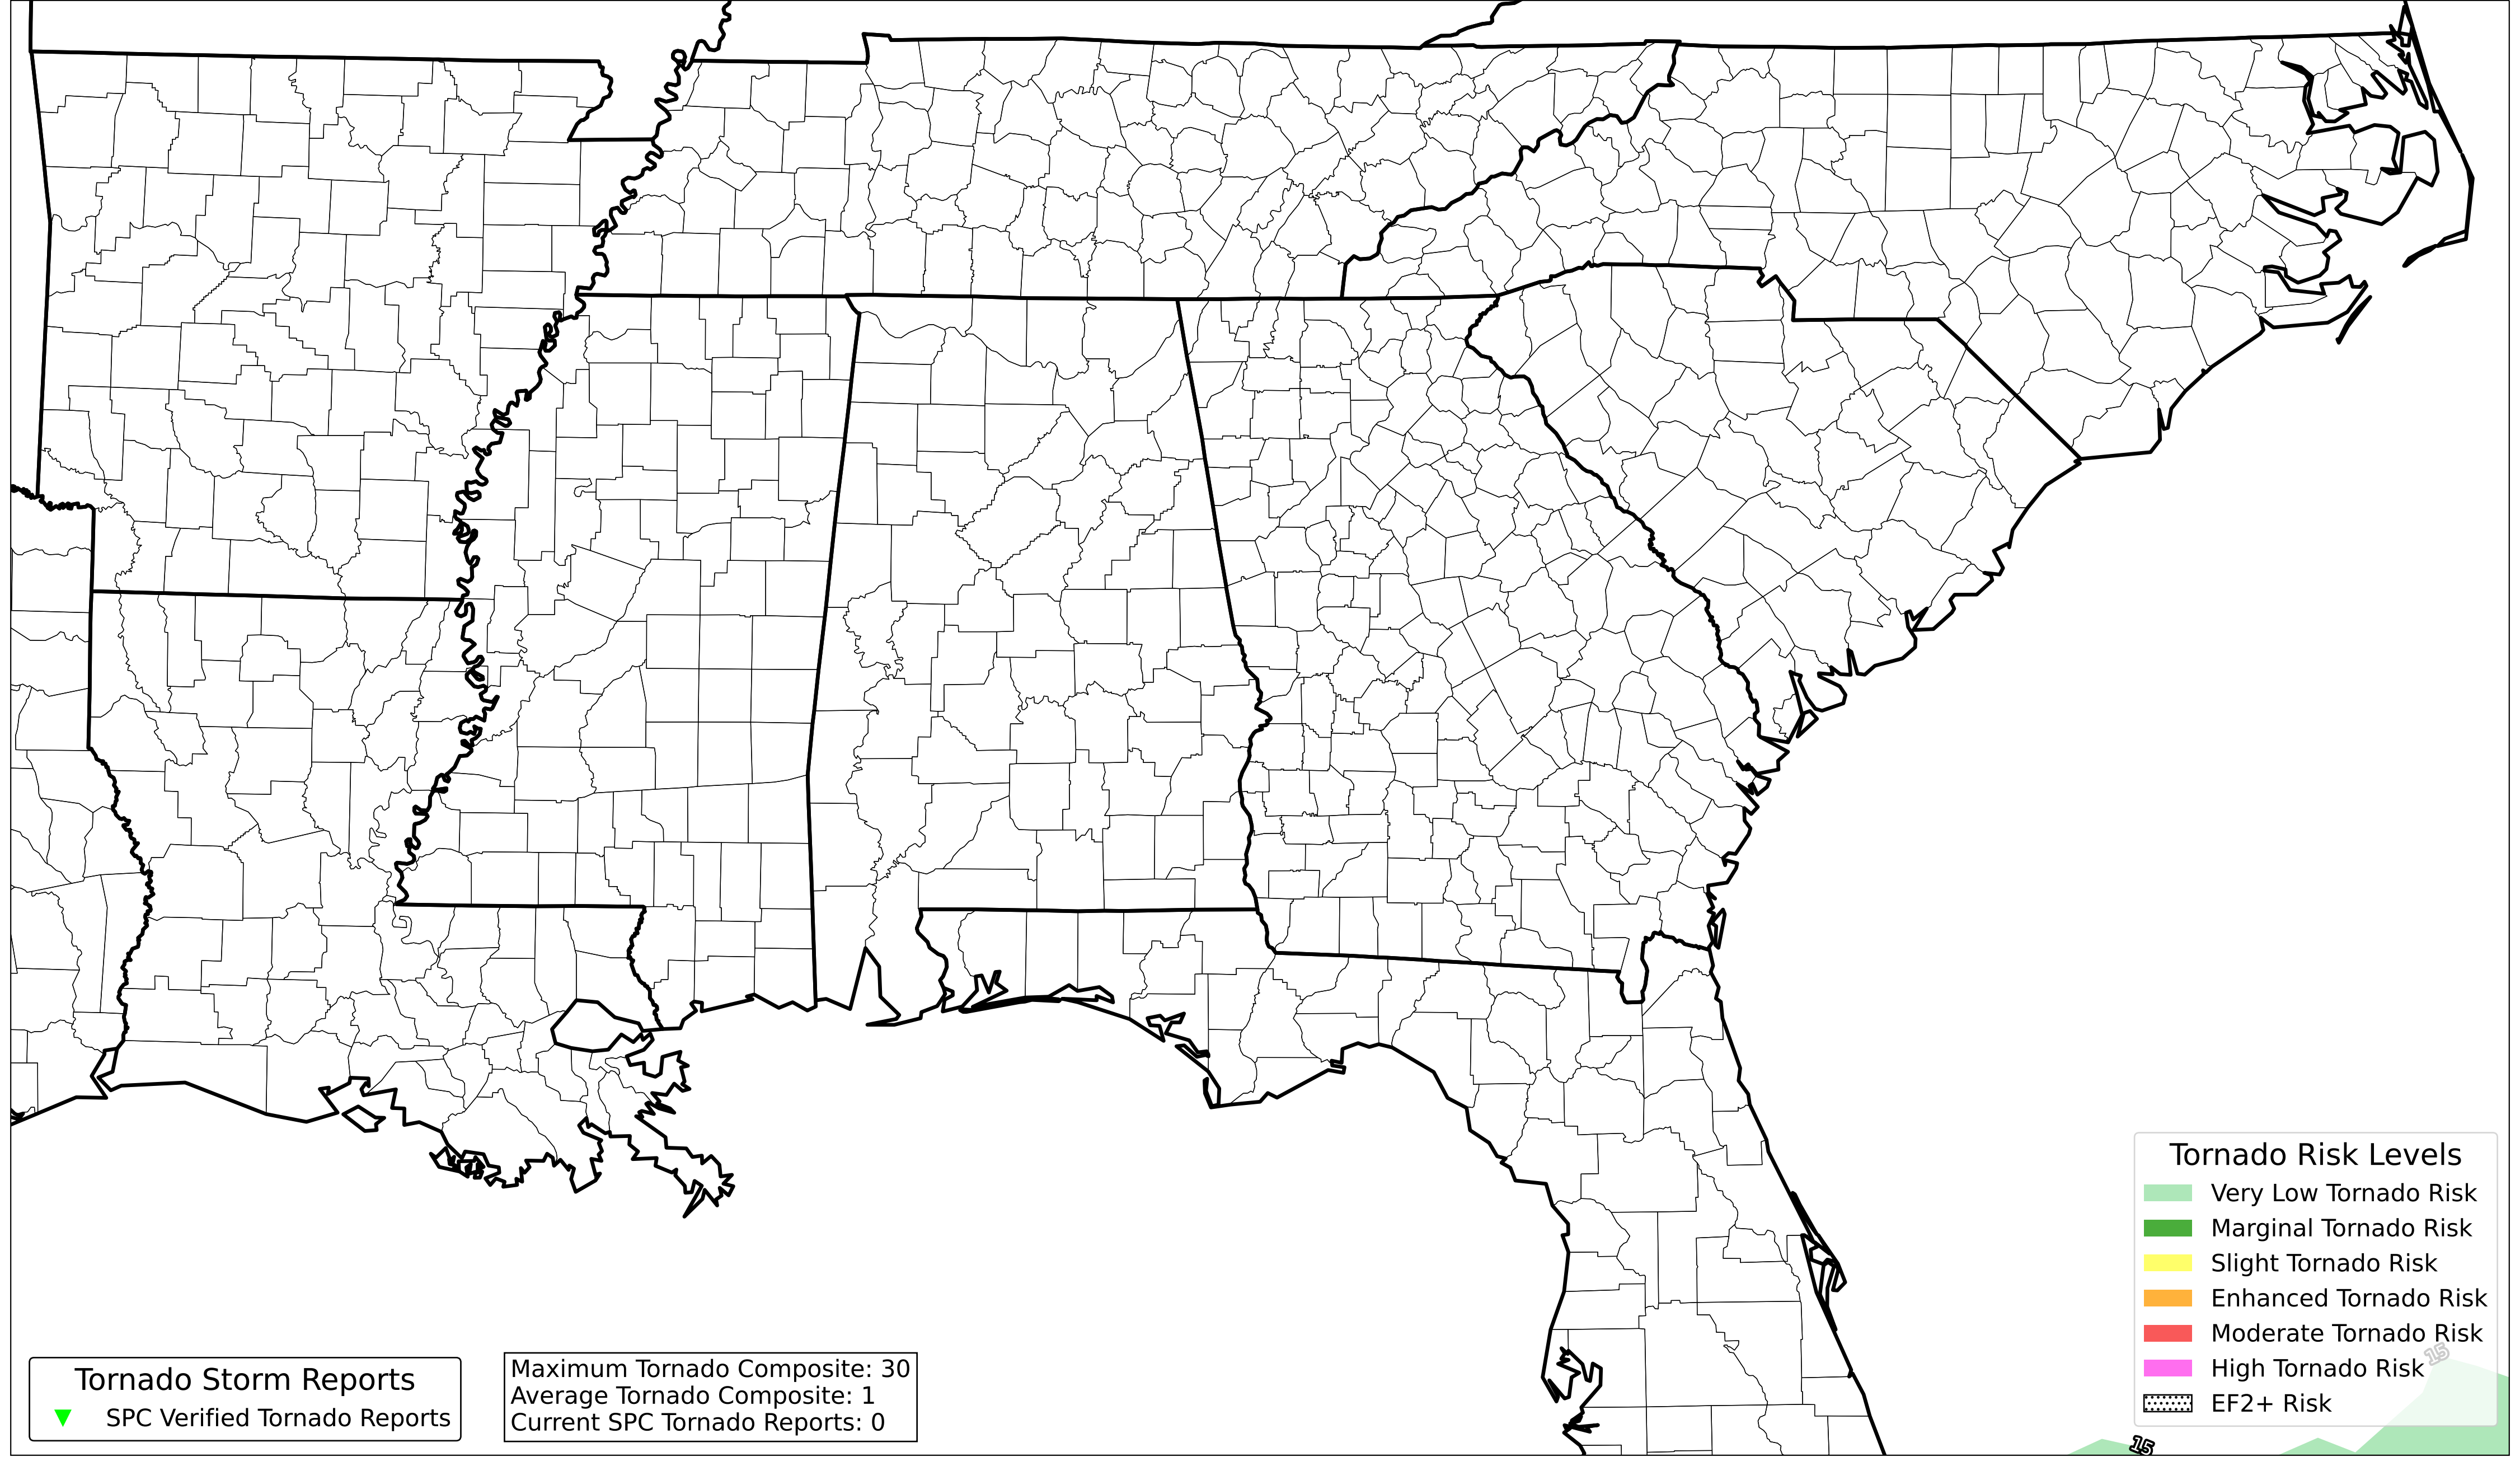 Tornado Risk Levels
Very Low Tornado Risk
Marginal Tornado Risk
Slight Tornado Risk
Enhanced Tornado Risk
Moderate Tornado Risk
15
High Tornado Risk
EF2+ Risk
15
Tornado Storm Reports
SPC Verified Tornado Reports
Maximum Tornado Composite: 30
Average Tornado Composite: 1
Current SPC Tornado Reports: 0